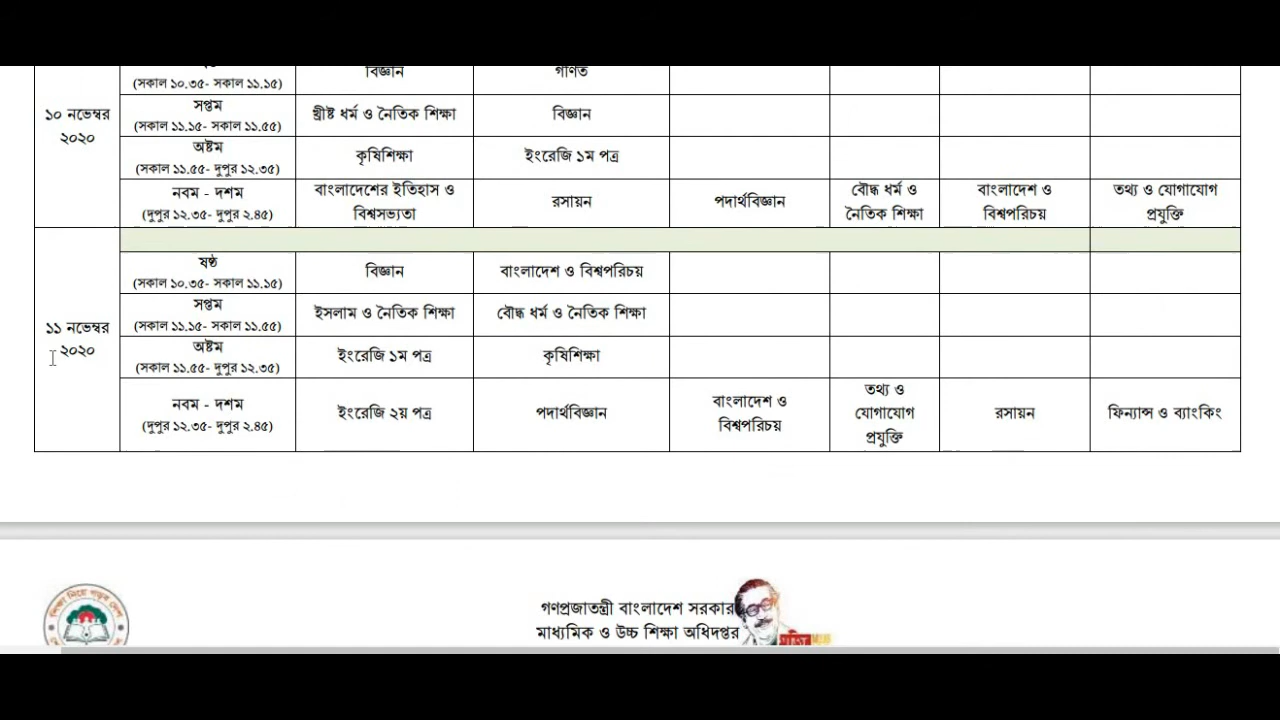 বিজ্ঞান
গণিত
(সকাল ১০.৩৫- সকাল ১১.১৫)
১০ নভেম্বর
২০২০
সপ্তম
(সকাল ১১.১৫- সকাল ১১.৫৫)
খ্রীষ্ট ধর্ম ও নৈতিক শিক্ষা
বিজ্ঞান
অষ্টম
(সকাল ১১.৫৫- দুপুর ১২.৩৫)
কৃষিশিক্ষা
ইংরেজি ১ম পত্র
নবম - দশম
(দুপুর ১২.৩৫- দুপুর ২.৪৫)
বাংলাদেশের ইতিহাস ও
বিশ্বসভ্যতা
রসায়ন
পদার্থবিজ্ঞান
বৌদ্ধ ধর্ম ও
নৈতিক শিক্ষা
বাংলাদেশ ও
বিশ্বপরিচয়
তথ্য ও যোগাযোগ
প্রযুক্তি
১১ নভেম্বর
২০২০
ষষ্ঠ
(সকাল ১০.৩৫- সকাল ১১.১৫)
বিজ্ঞান
বাংলাদেশ ও বিশ্বপরিচয়
সপ্তম
(সকাল ১১.১৫- সকাল ১১.৫৫)
ইসলাম ও নৈতিক শিক্ষা
বৌদ্ধ ধর্ম ও নৈতিক শিক্ষা
অষ্টম
(সকাল ১১.৫৫- দুপুর ১২.৩৫)
ইংরেজি ১ম পত্র
কৃষিশিক্ষা
নবম - দশম
(দুপুর ১২.৩৫- দুপুর ২.৪৫)
ইংরেজি ২য় পত্র
পদার্থবিজ্ঞান
বাংলাদেশ ও
বিশ্বপরিচয়
তথ্য ও
যোগাযোগ
প্রযুক্তি
রসায়ন
ফিন্যান্স ও ব্যাংকিং
গণপ্রজাতন্ত্রী বাংলাদেশ সরকার
মাধ্যমিক ও উচ্চ শিক্ষা অধিদপ্তর